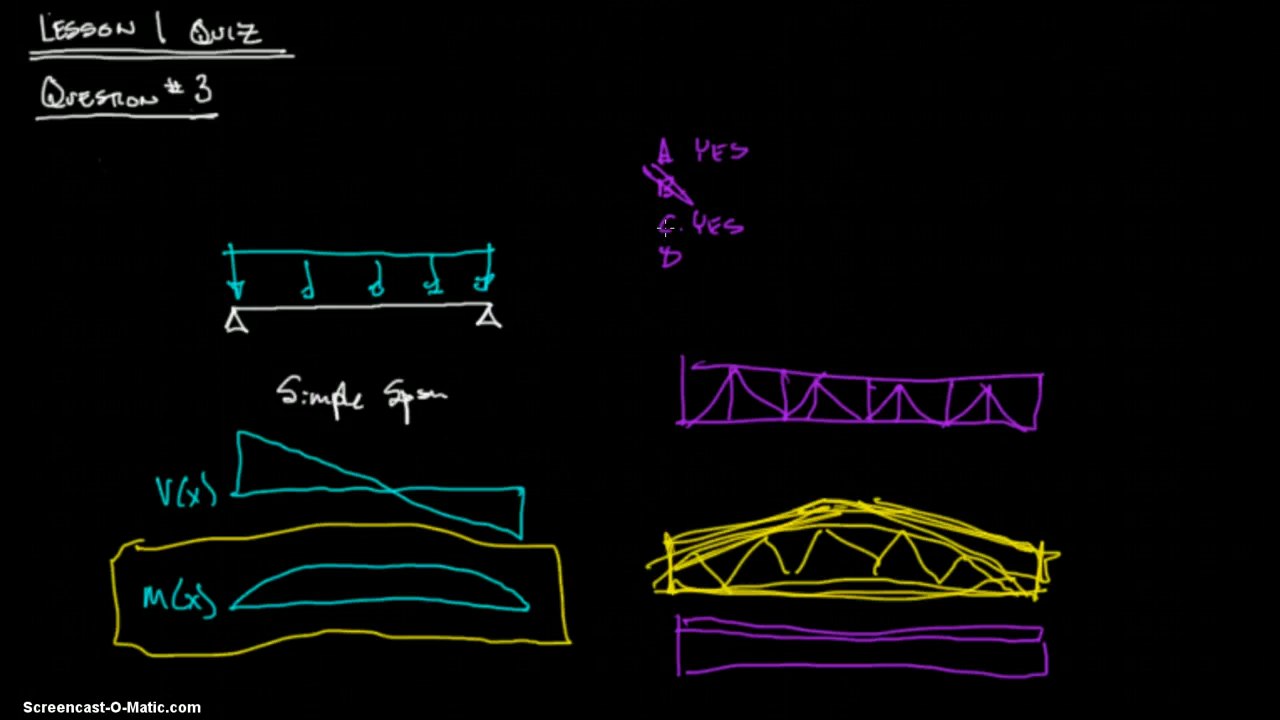 LESSON 1 QUIZ
QUESTION # 3
A YES
B
C. YES
D
Simple Span
V(x)
M(x)
Screencast-O-Matic.com